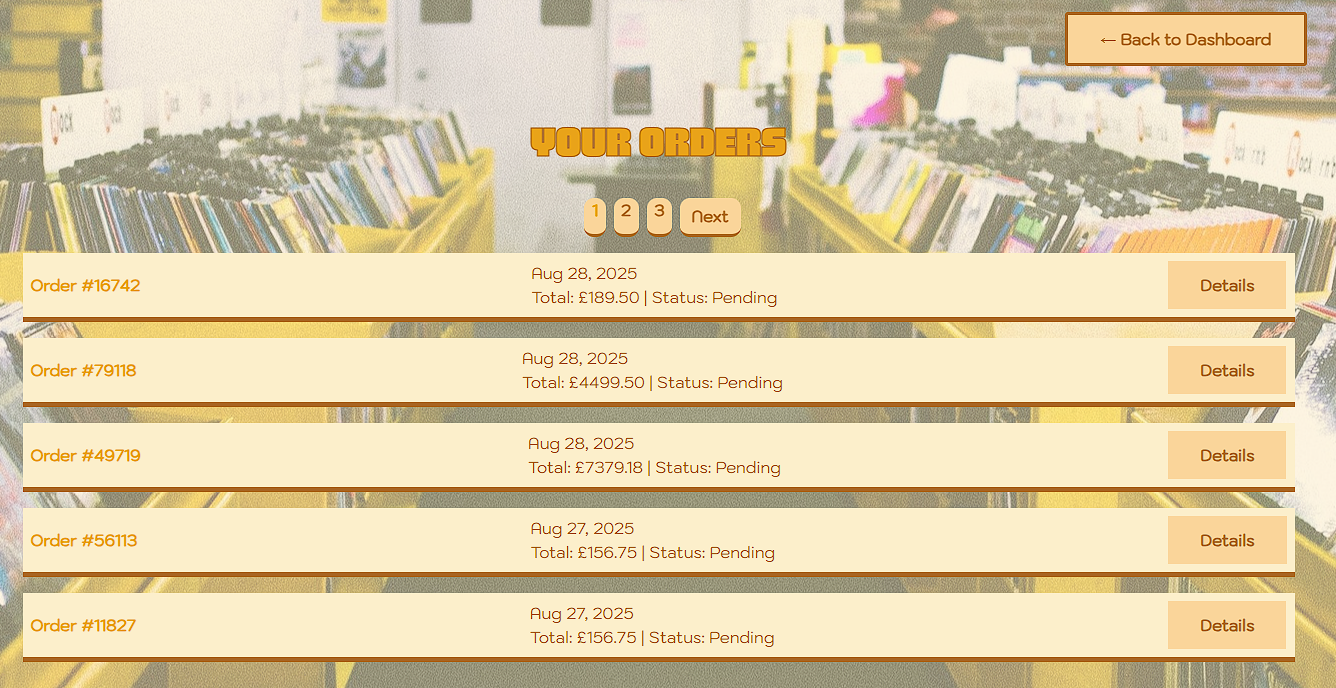 ← Back to Dashboard
YOUR ORDERS
1 2 3 Next
Order #16742
Aug 28, 2025
Total: £189.50 | Status: Pending
Details
Order #79118
Aug 28, 2025
Total: £4499.50 | Status: Pending
Details
Order #49719
Aug 28, 2025
Total: £7379.18 | Status: Pending
Details
Order #56113
Aug 27, 2025
Total: £156.75 | Status: Pending
Details
Order #11827
Aug 27, 2025
Total: £156.75 | Status: Pending
Details